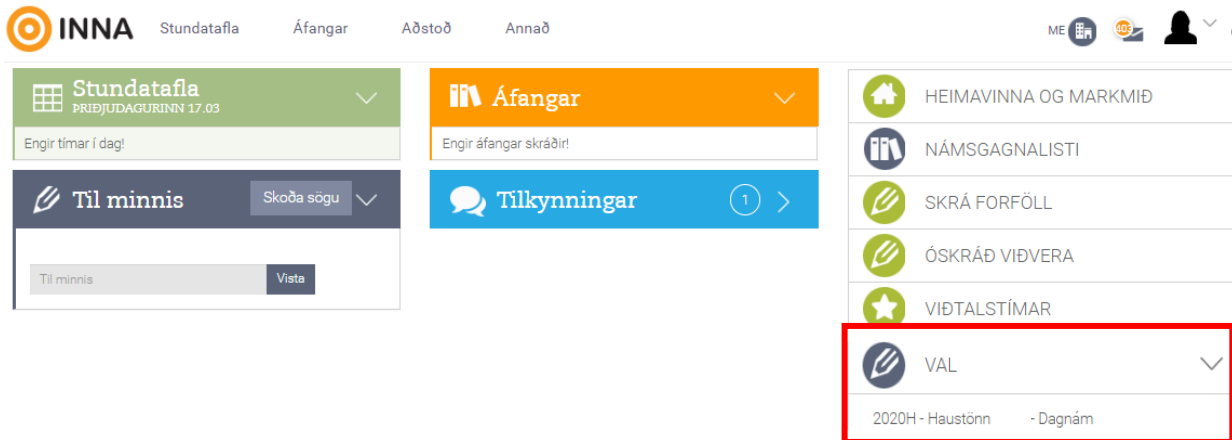 INNA Stundatafla Áfangar Aðstoð Annað ME 403
Stundatafla
ÞRIÐJUDAGURINN 17.03
Engir tímar í dag!
Til minnis Skoða sögu
Til minnis Vista
Áfangar
Engir áfangar skráðir!
Tilkynningar 1
HEIMAVINNA OG MARKMIÐ
NÁMSGAGNALISTI
SKRÁ FORFÖLL
ÓSKRÁÐ VIÐVERA
VIÐTALSTÍMAR
VAL
2020H - Haustönn - Dagnám